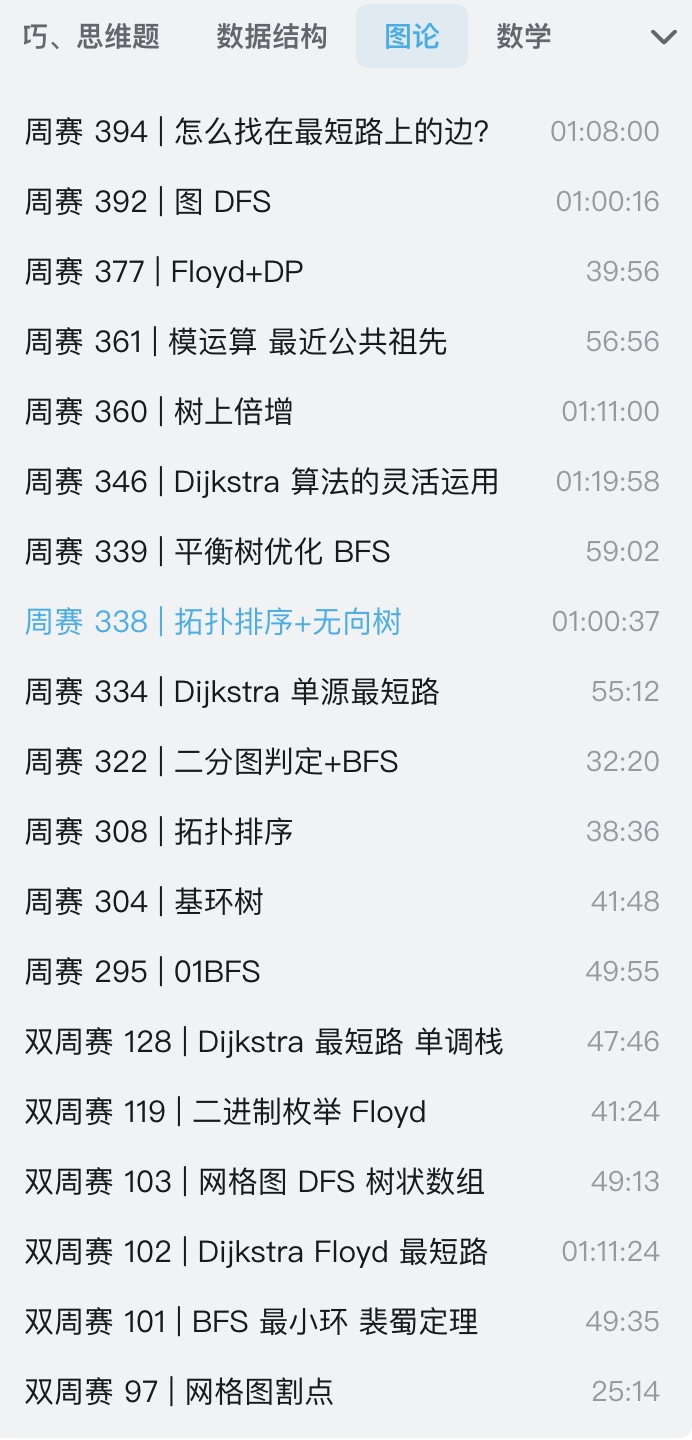 巧、思维题 数据结构 图论 数学
周赛 394 | 怎么找在最短路上的边? 01:08:00
周赛 392 | 图 DFS 01:00:16
周赛 377 | Floyd+DP 39:56
周赛 361 | 模运算 最近公共祖先 56:56
周赛 360 | 树上倍增 01:11:00
周赛 346 | Dijkstra 算法的灵活运用 01:19:58
周赛 339 | 平衡树优化 BFS 59:02
周赛 338 | 拓扑排序+无向树 01:00:37
周赛 334 | Dijkstra 单源最短路 55:12
周赛 322 | 二分图判定+BFS 32:20
周赛 308 | 拓扑排序 38:36
周赛 304 | 基环树 41:48
周赛 295 | 01BFS 49:55
双周赛 128 | Dijkstra 最短路 单调栈 47:46
双周赛 119 | 二进制枚举 Floyd 41:24
双周赛 103 | 网格图 DFS 树状数组 49:13
双周赛 102 | Dijkstra Floyd 最短路 01:11:24
双周赛 101 | BFS 最小环 裴蜀定理 49:35
双周赛 97 | 网格图割点 25:14